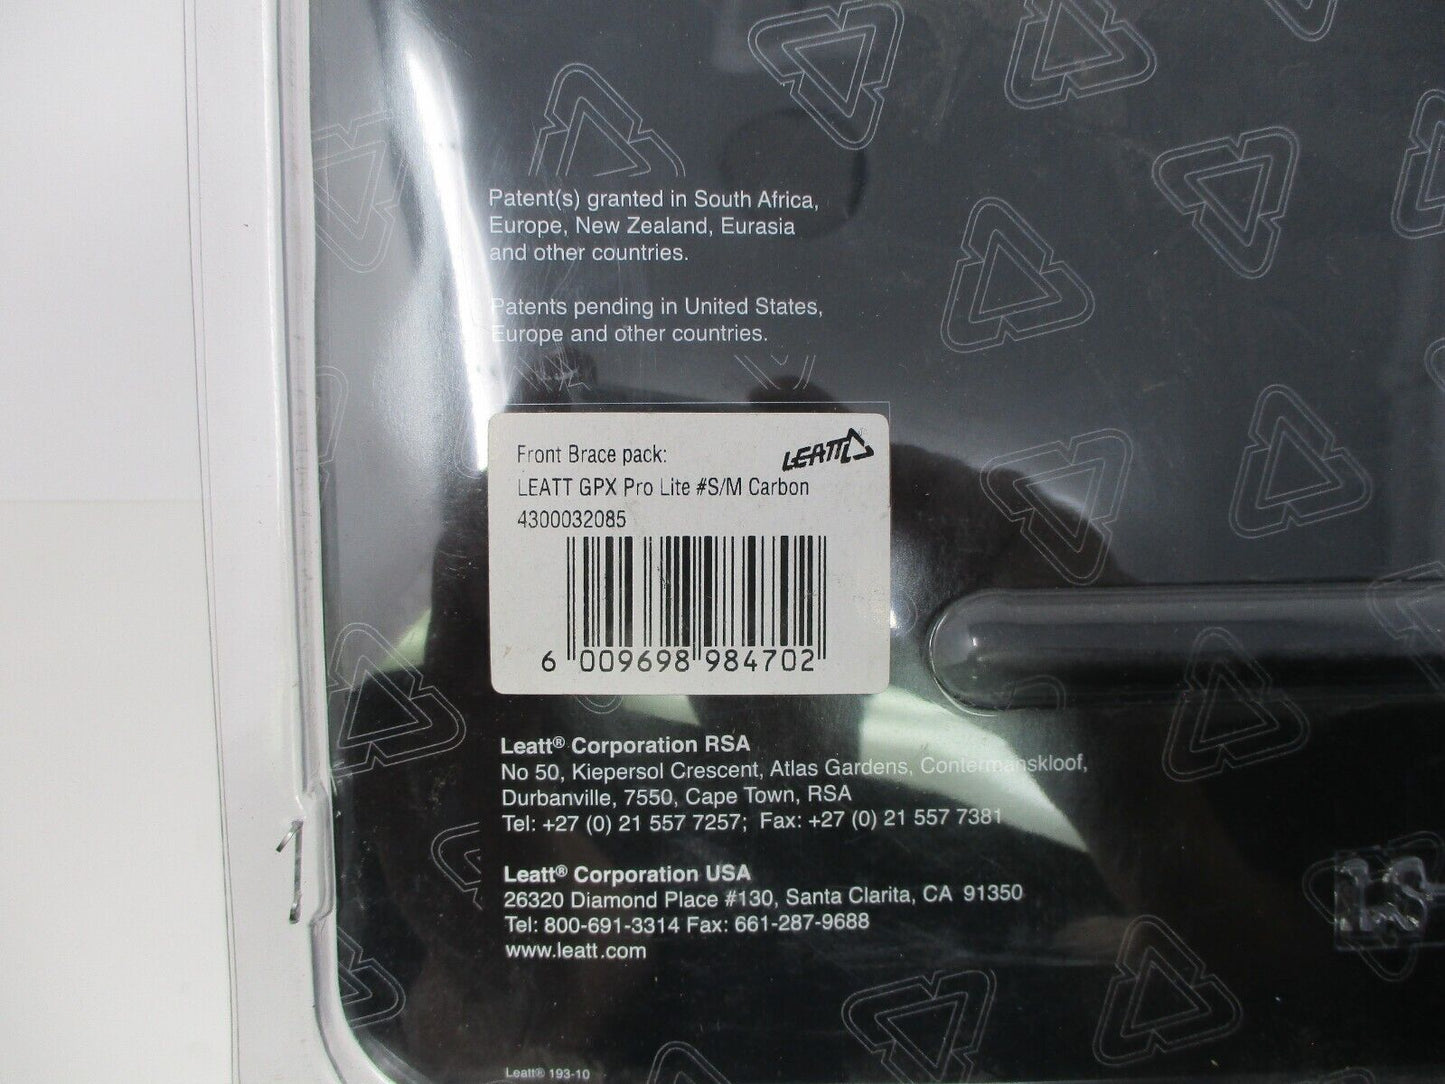 Patent(s) granted in South Africa,
Europe, New Zealand, Eurasia
and other countries.
Patents pending in United States,
Europe and other countries.
Front Brace pack:
LEATT
LEATT GPX Pro Lite #S/M Carbon
4300032085
6 009698 984702
Leatt® Corporation RSA
No 50, Kiepersol Crescent, Atlas Gardens, Contermanskloof,
Durbanville, 7550, Cape Town, RSA
Tel: +27 (0) 21 557 7257; Fax: +27 (0) 21 557 7381
Leatt® Corporation USA
26320 Diamond Place #130, Santa Clarita, CA 91350
Tel: 800-691-3314 Fax: 661-287-9688
www.leatt.com
Leatt® 193-10